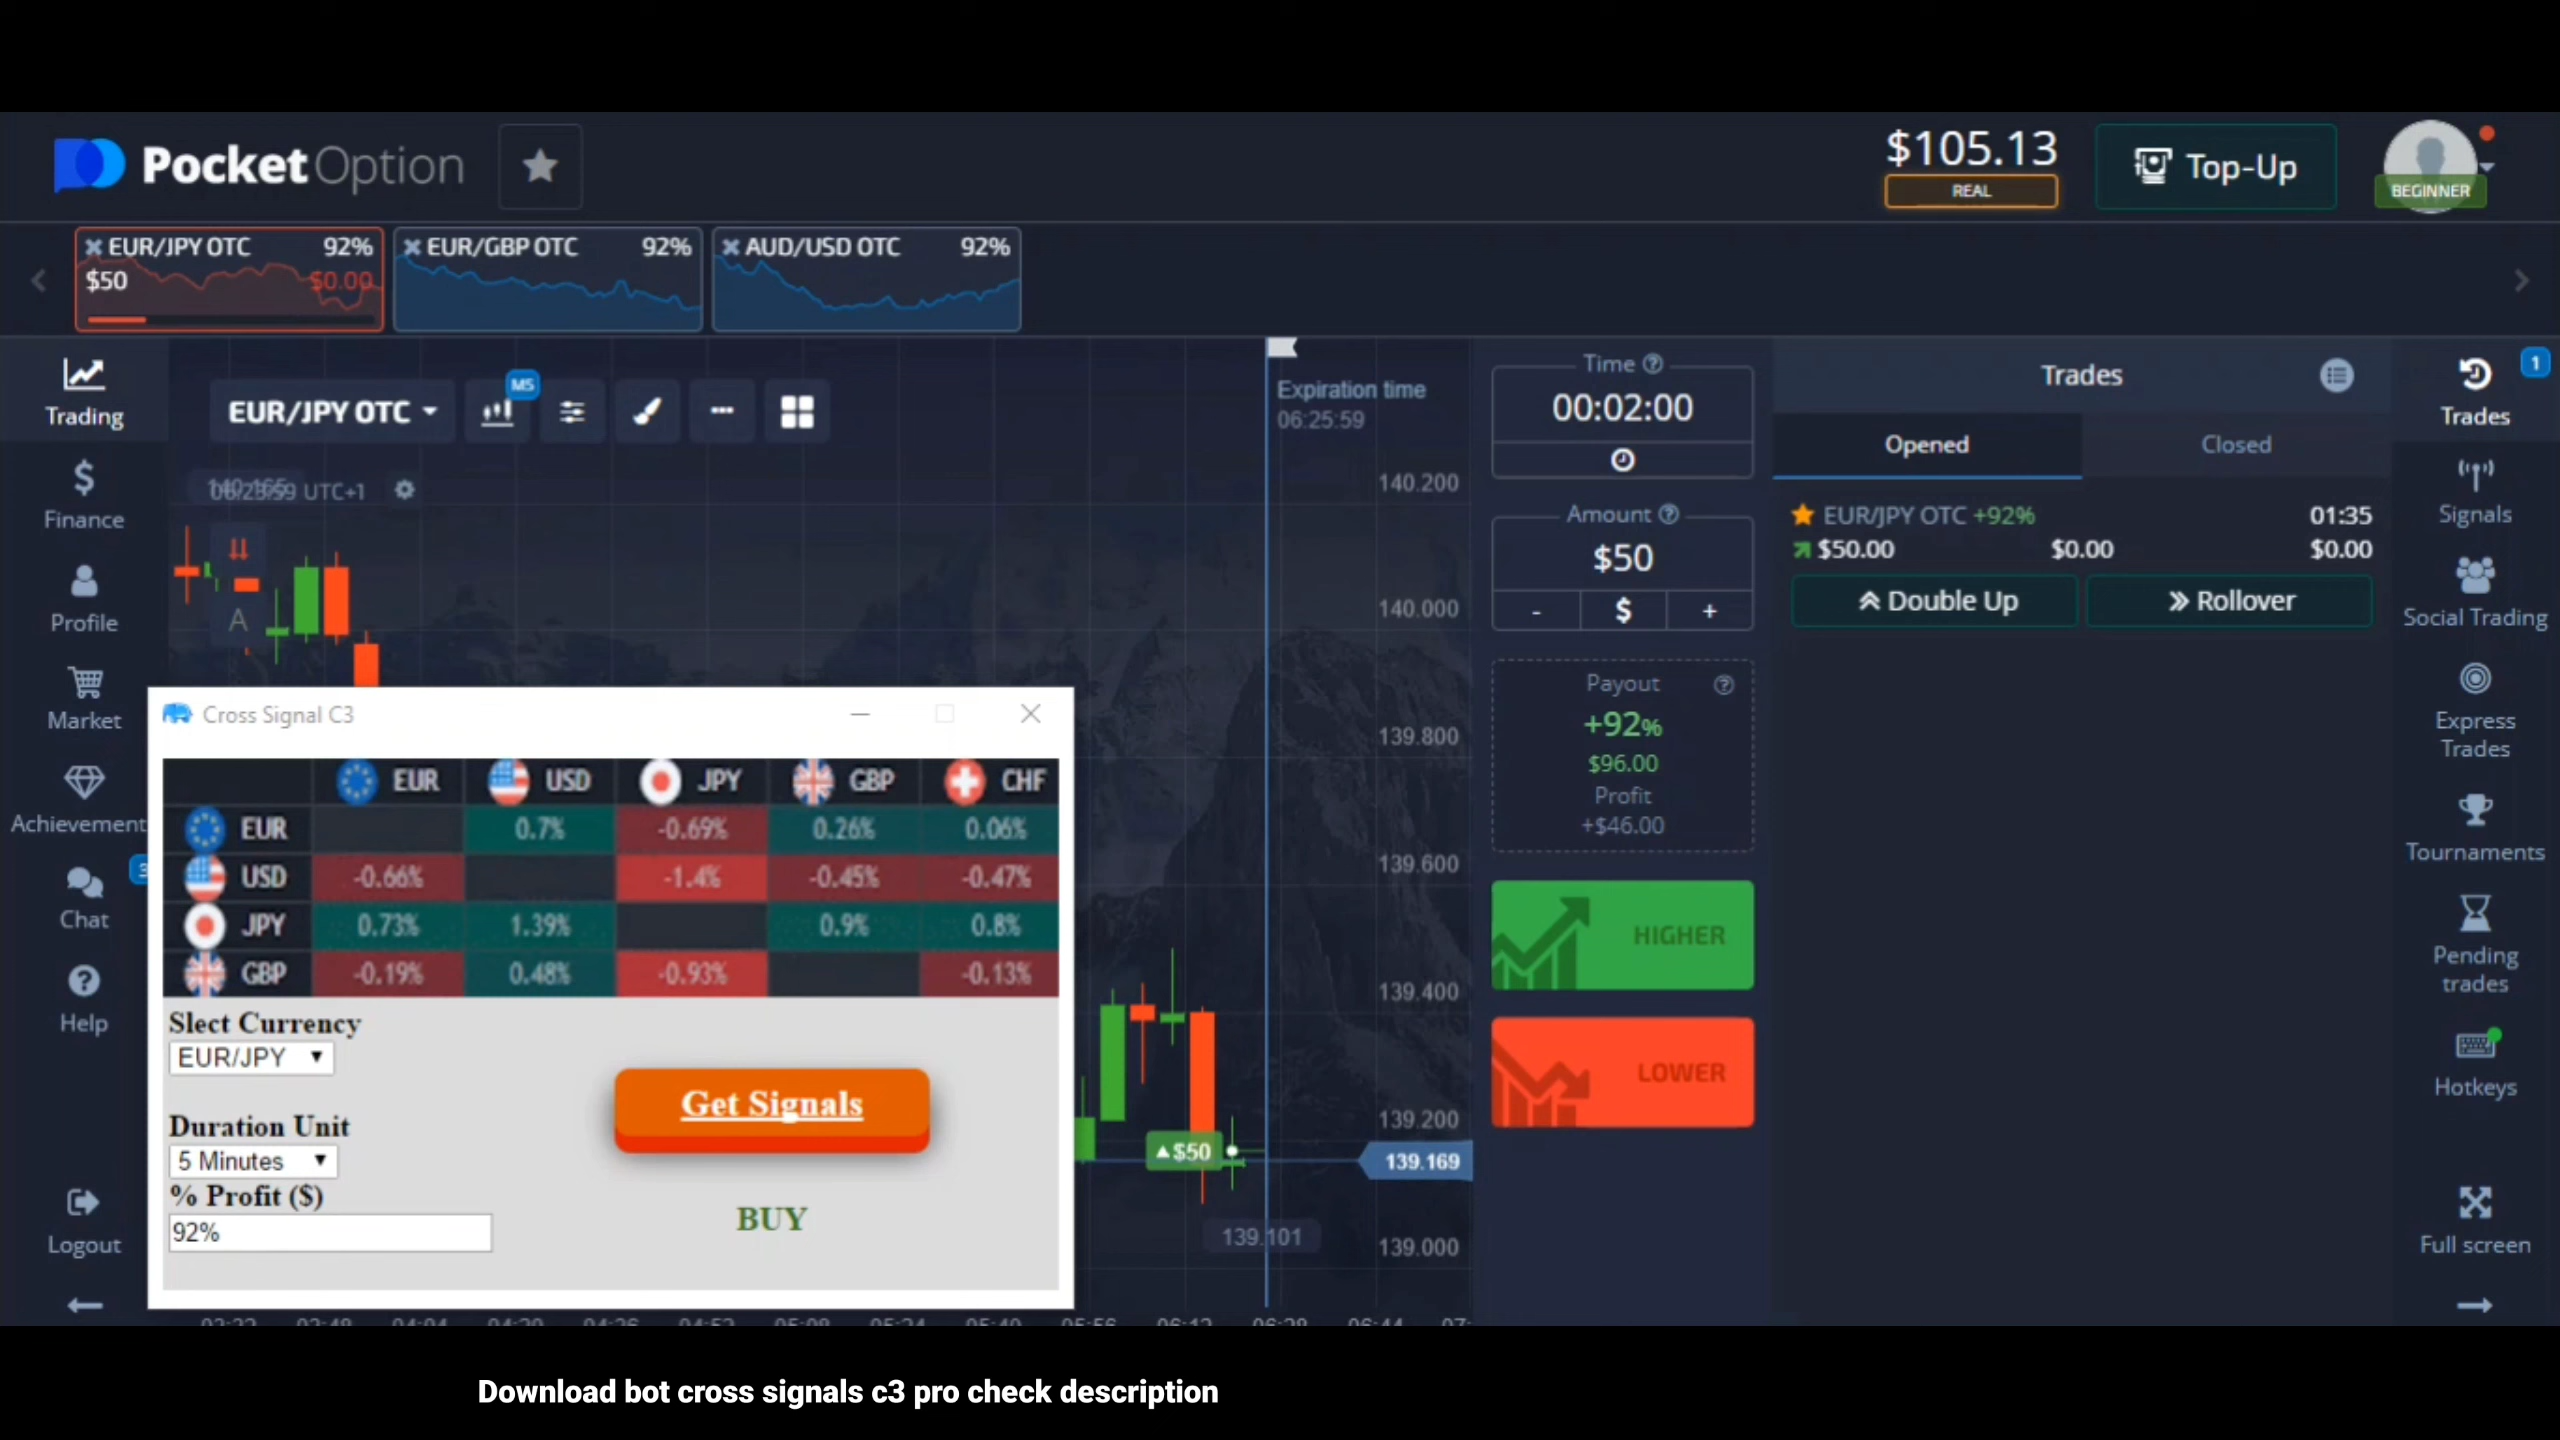 PocketOption
$105.13
REAL
Top-Up
BEGINNER
EUR/JPY OTC 92%
$50 $0.00
EUR/GBP OTC 92%
AUD/USD OTC 92%
Trading
Finance
Profile
Market
Achievement
Chat
3
Help
Logout
EUR/JPY OTC
M5
UTC+1
A
Expiration time
06:25:59
140.200
140.000
139.800
139.600
139.400
139.200
139.169
139.000
139.101
$50
Cross Signal C3
EUR USD JPY GBP CHF
EUR 0.7% -0.69% 0.26% 0.06%
USD -0.66% -1.4% -0.45% -0.47%
JPY 0.73% 1.39% 0.9% 0.8%
GBP -0.19% 0.48% -0.93% -0.13%
Slect Currency
EUR/JPY
Duration Unit
5 Minutes
% Profit ($)
92%
Get Signals
BUY
Time
00:02:00
Amount
$50
- $ +
Payout
+92%
$96.00
Profit
+$46.00
HIGHER
LOWER
Trades
Opened Closed
EUR/JPY OTC +92% 01:35
$50.00 $0.00 $0.00
Double Up Rollover
1
Trades
Signals
Social Trading
Express
Trades
Tournaments
Pending
trades
Hotkeys
Full screen
Download bot cross signals c3 pro check description